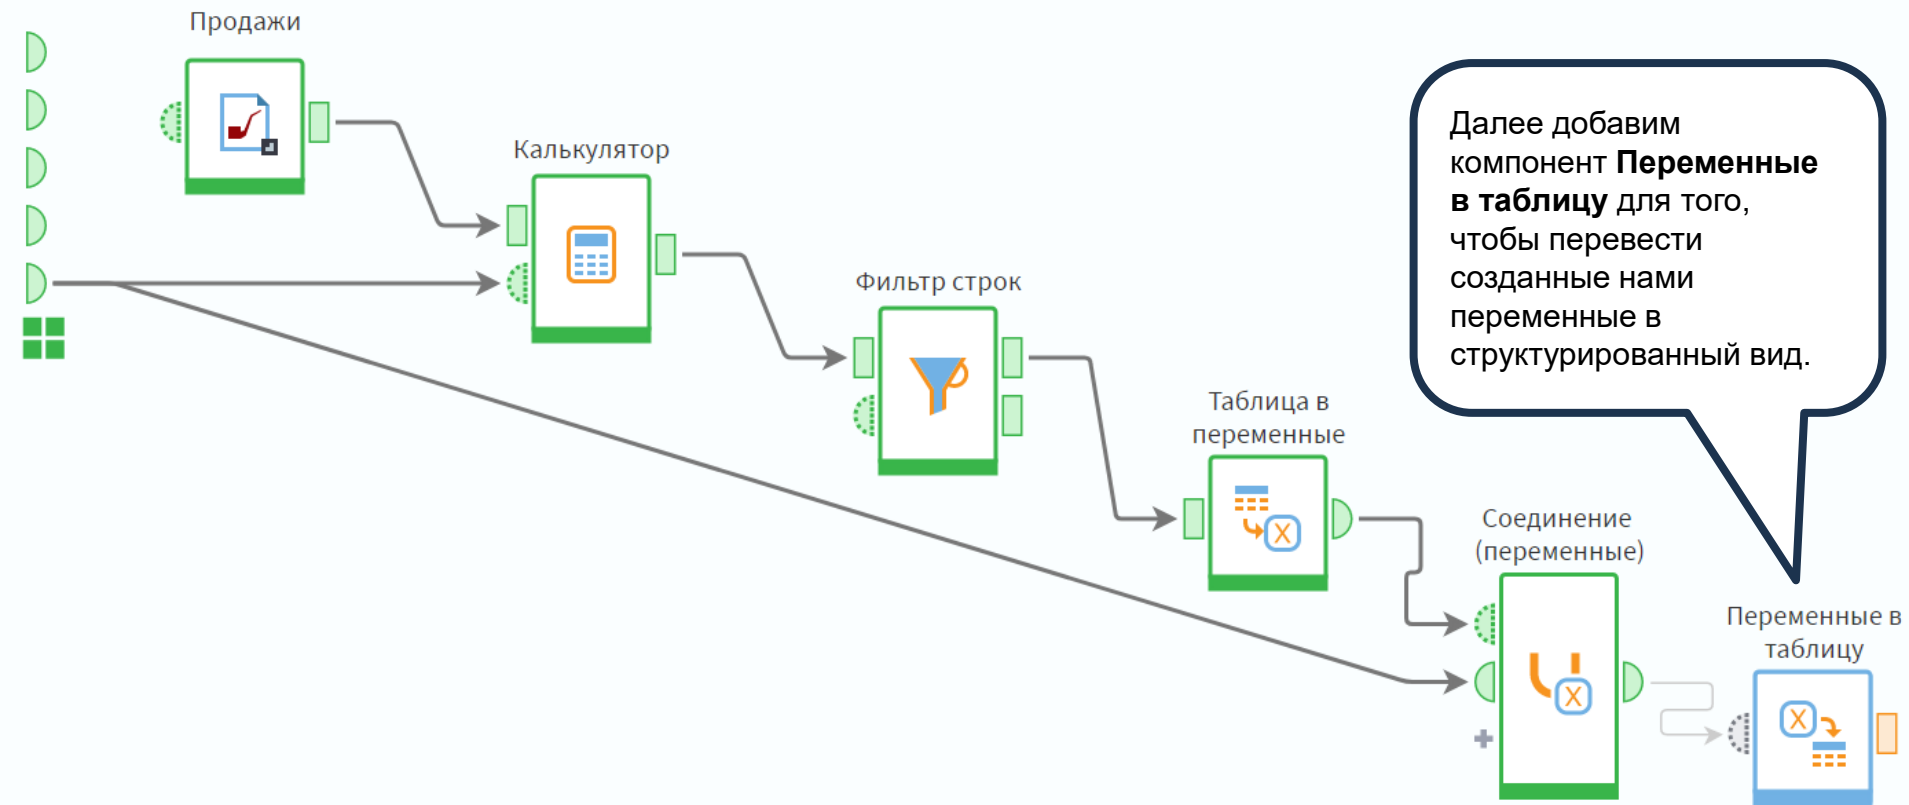 Продажи
Калькулятор
Фильтр строк
Таблица в
переменные
Соединение
(переменные)
Переменные в
таблицу
Далее добавим
компонент Переменные
в таблицу для того,
чтобы перевести
созданные нами
переменные в
структурированный вид.
X
X
X